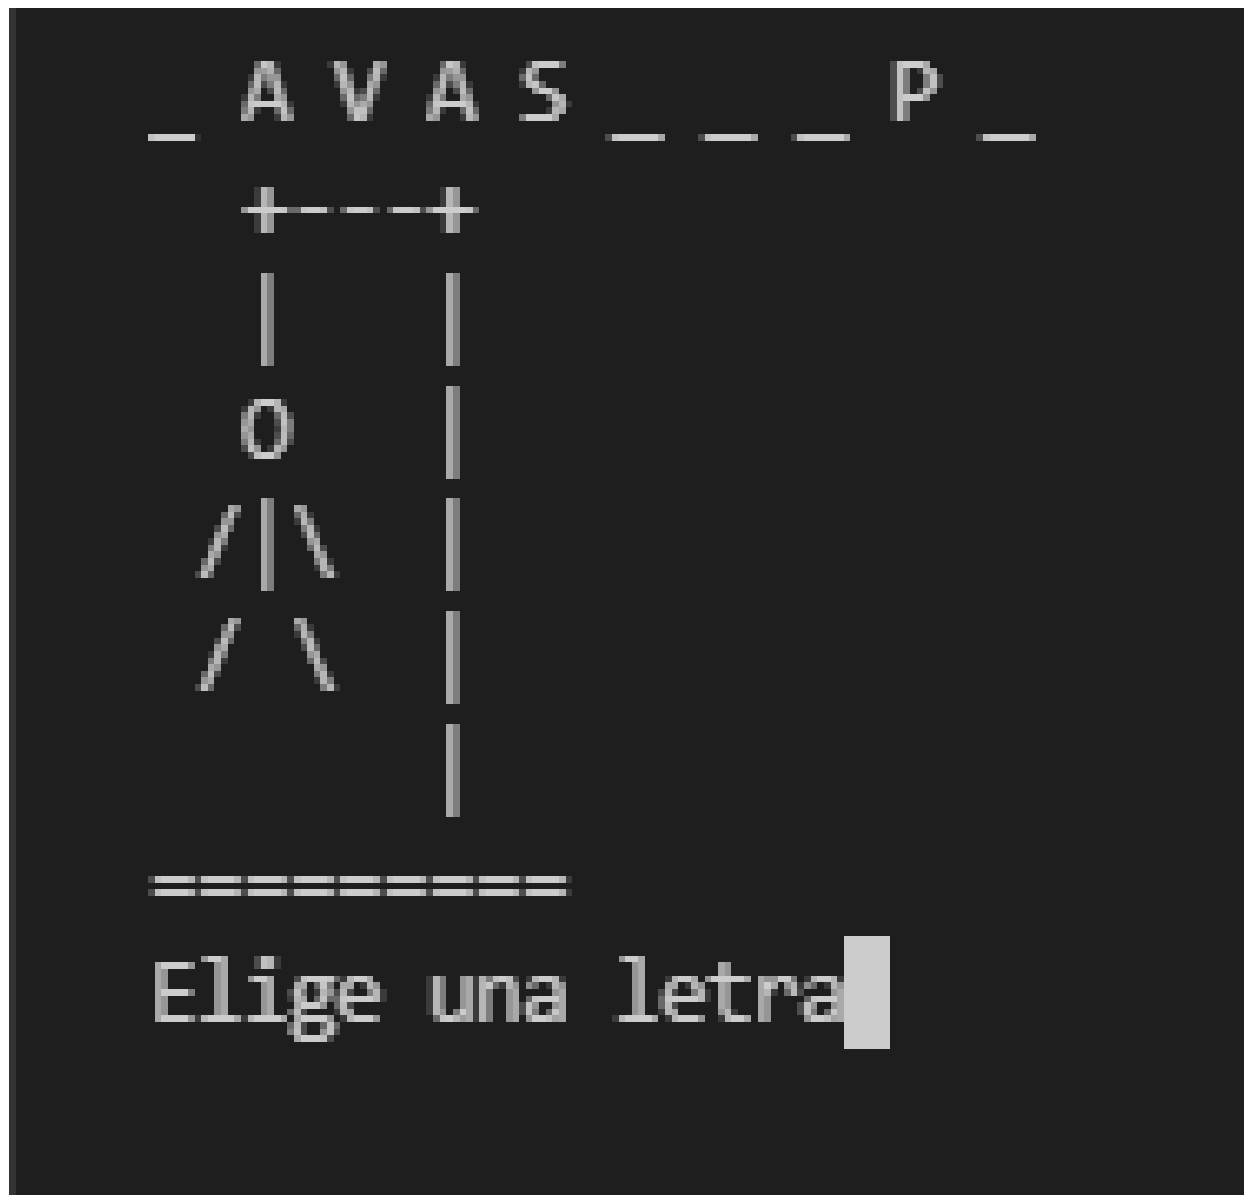 _ A V A S _ _ _ P _
+---+
|   |
O   |
/|\  |
/ \  |
|
=========
Elige una letra